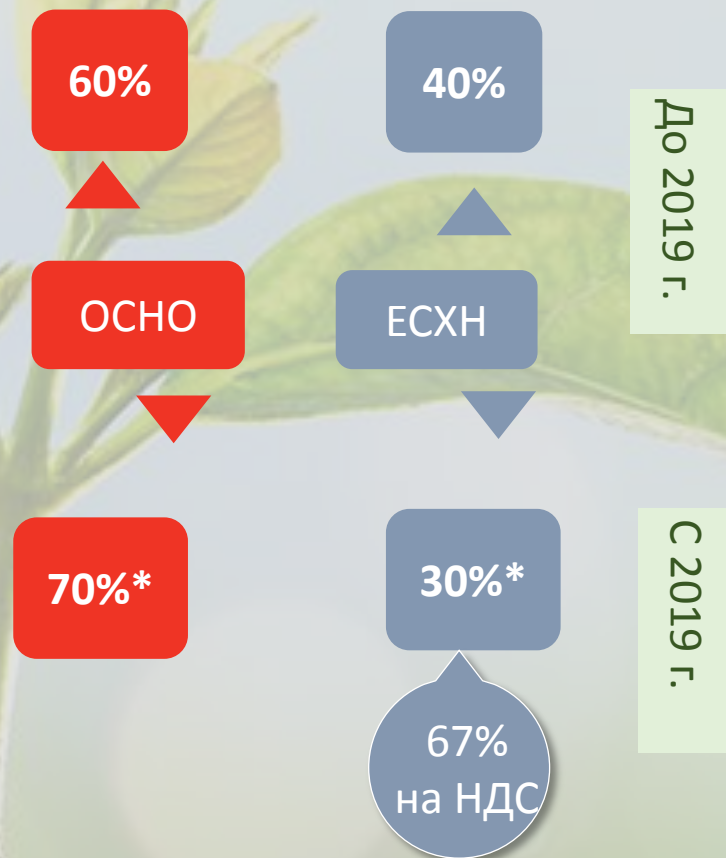 60%
40%
До 2019 г.
ОСНО
ЕСХН
70%*
30%*
С 2019 г.
67%
на НДС